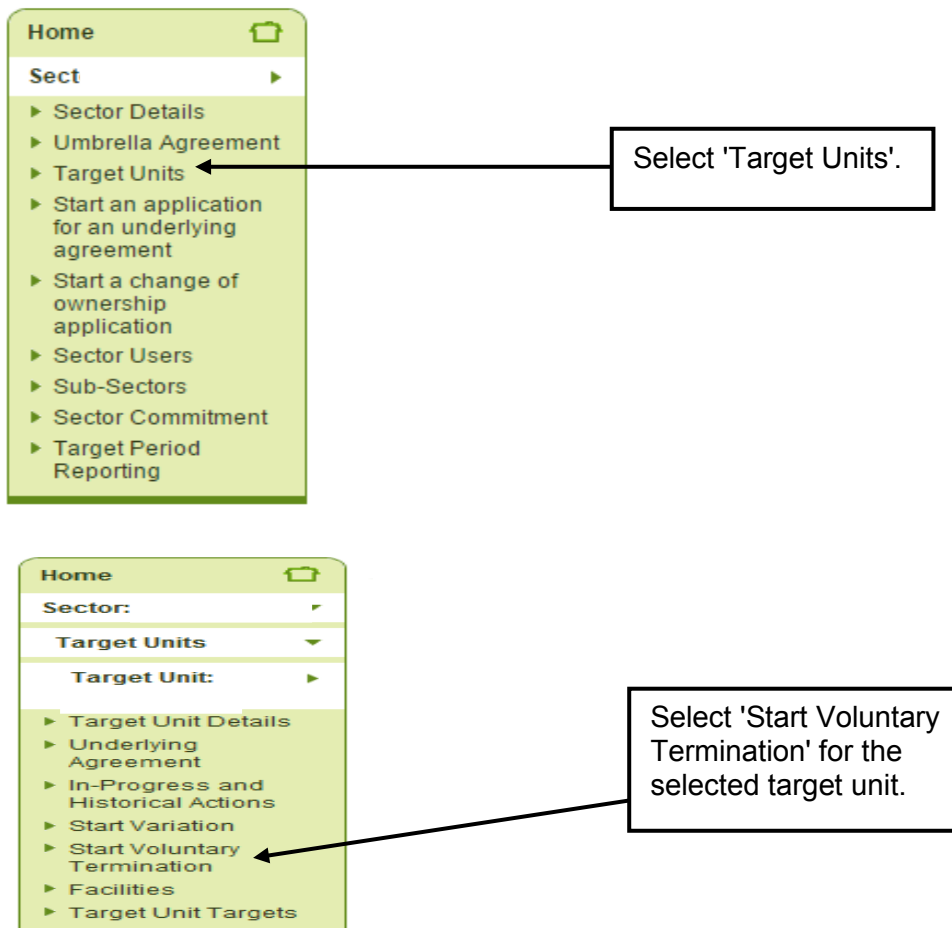 Home
Sect
Sector Details
Umbrella Agreement
Target Units
Start an application
for an underlying
agreement
Start a change of
ownership
application
Sector Users
Sub-Sectors
Sector Commitment
Target Period
Reporting
Select 'Target Units'.
Home
Sector:
Target Units
Target Unit:
Target Unit Details
Underlying
Agreement
In-Progress and
Historical Actions
Start Variation
Start Voluntary
Termination
Facilities
Target Unit Targets
Select 'Start Voluntary
Termination' for the
selected target unit.